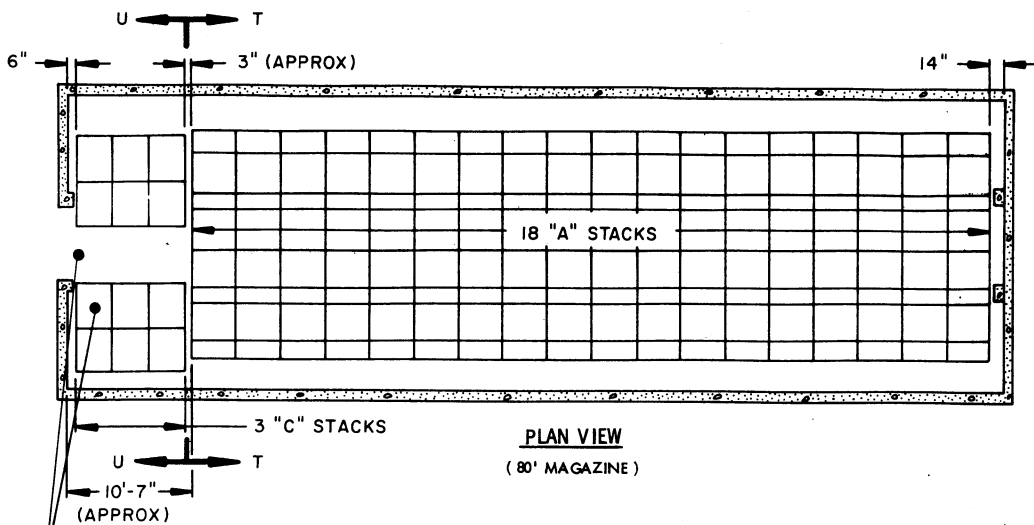 U T
6" 3" (APPROX) 14"
18 "A" STACKS
3 "C" STACKS
PLAN VIEW
(80' MAGAZINE)
U T
10'-7"
(APPROX)